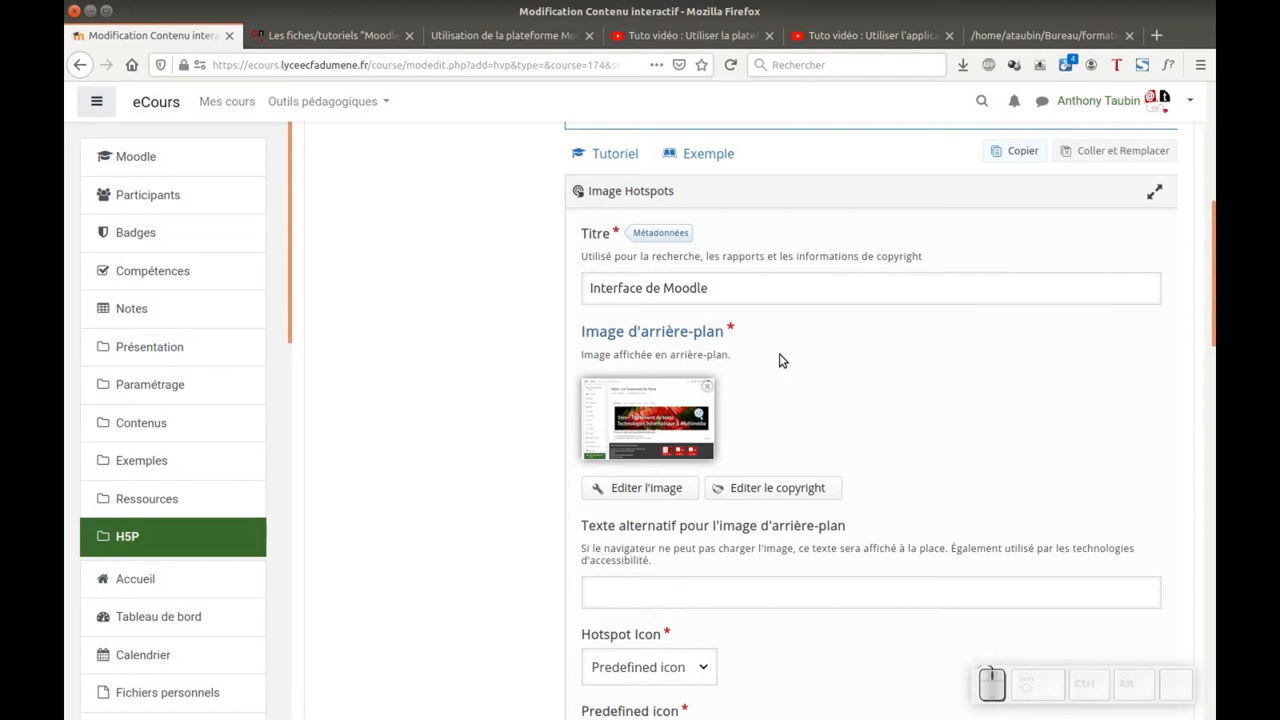 Modification Contenu interactif - Mozilla Firefox
Modification Contenu intera
Les fiches/tutoriels "Moodle
Utilisation de la plateforme Mo
Tuto vidéo : Utiliser la platef
Tuto vidéo : Utiliser l'applica
/home/ataubin/Bureau/formati
https://ecours.lyceecfadumene.fr/course/modedit.php?add=hvp&type=&course=174&se
Rechercher
4
eCours
Mes cours
Outils pédagogiques
Anthony Taubin
Moodle
Participants
Badges
Compétences
Notes
Présentation
Paramétrage
Contenus
Exemples
Ressources
H5P
Accueil
Tableau de bord
Calendrier
Fichiers personnels
Tutoriel
Exemple
Copier
Coller et Remplacer
Image Hotspots
Titre *
Métadonnées
Utilisé pour la recherche, les rapports et les informations de copyright
Interface de Moodle
Image d'arrière-plan *
Image affichée en arrière-plan.
Editer l'image
Editer le copyright
Texte alternatif pour l'image d'arrière-plan
Si le navigateur ne peut pas charger l'image, ce texte sera affiché à la place. Également utilisé par les technologies
d'accessibilité.
Hotspot Icon *
Predefined icon
Predefined icon *
Ctrl
Alt